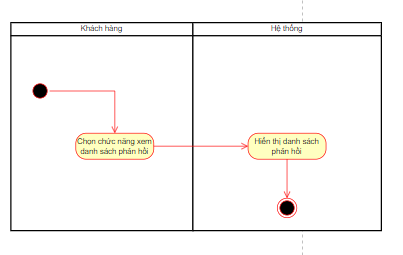 Khách hàng
Hệ thống
Chọn chức năng xem
danh sách phản hồi
Hiển thị danh sách
phản hồi